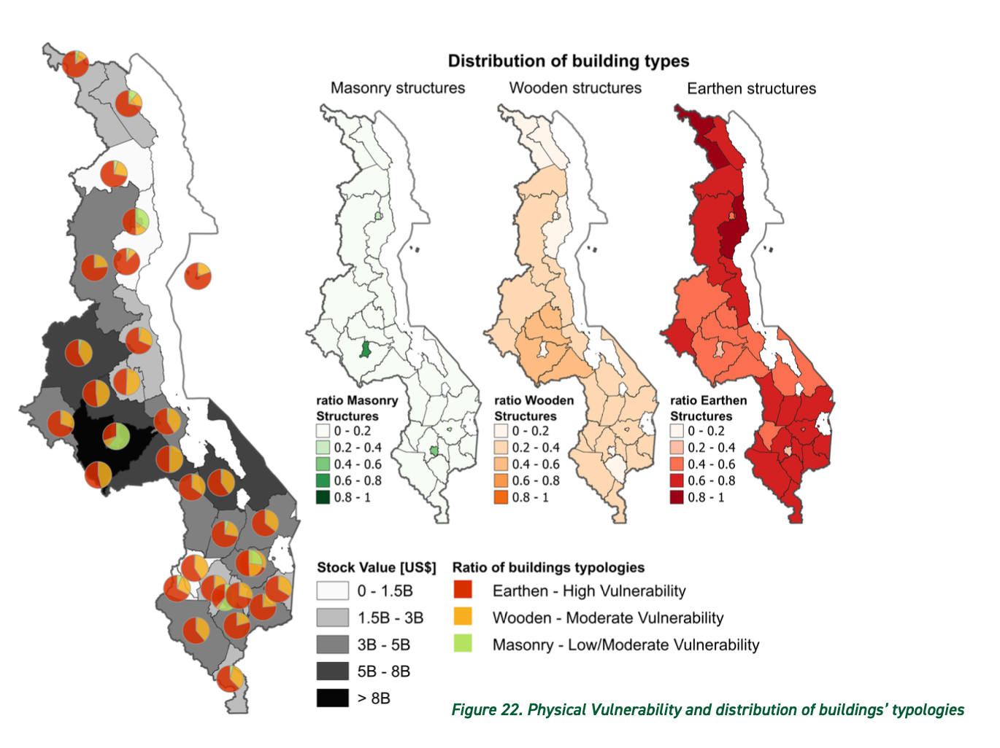 Distribution of building types
Masonry structures
Wooden structures
Earthen structures
ratio Masonry
Structures
0 - 0.2
0.2 - 0.4
0.4 - 0.6
0.6 - 0.8
0.8 - 1
ratio Wooden
Structures
0 - 0.2
0.2 - 0.4
0.4 - 0.6
0.6 - 0.8
0.8 - 1
ratio Earthen
Structures
0 - 0.2
0.2 - 0.4
0.4 - 0.6
0.6 - 0.8
0.8 - 1
Stock Value [US$]
0 - 1.5B
1.5B - 3B
3B - 5B
5B - 8B
> 8B
Ratio of buildings typologies
Earthen - High Vulnerability
Wooden - Moderate Vulnerability
Masonry - Low/Moderate Vulnerability
Figure 22. Physical Vulnerability and distribution of buildings’ typologies